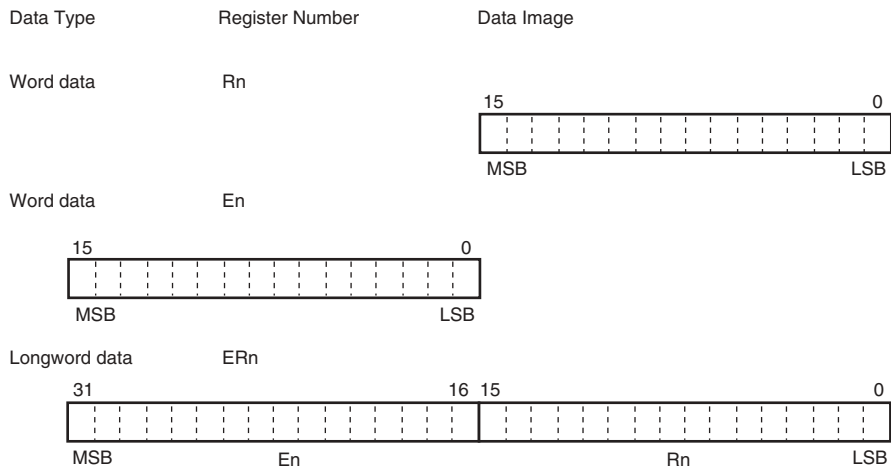 Data Type Register Number Data Image
Word data Rn
15 0
MSB LSB
Word data En
15 0
MSB LSB
Longword data ERn
31 16 15 0
MSB En Rn LSB